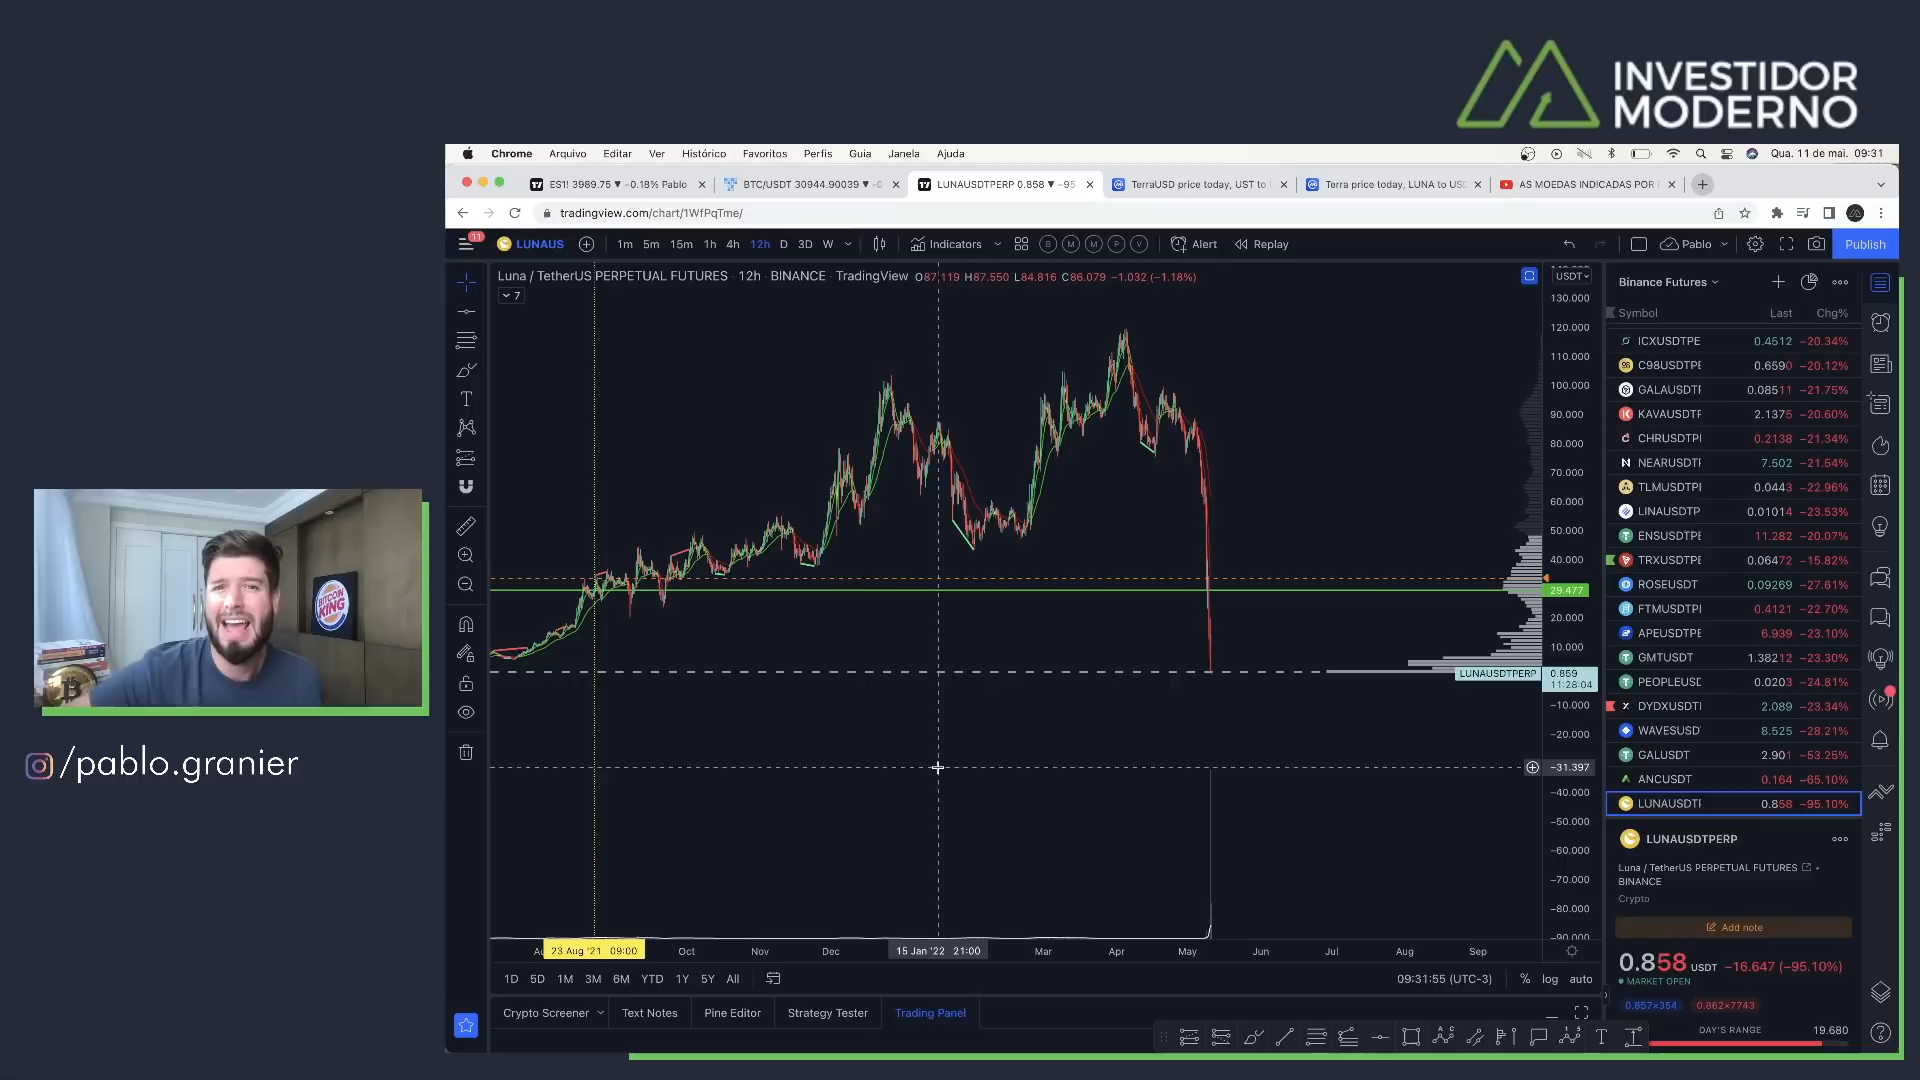 INVESTIDOR
MODERNO
Chrome Arquivo Editar Ver Histórico Favoritos Perfis Guia Janela Ajuda Qua. 11 de mai. 09:31
ES1! 3989.75 ▼ −0.18% Pablo
BTC/USDT 30944.90039 ▼
LUNAUSDTPERP 0.858 ▼ −95
TerraUSD price today, UST to
Terra price today, LUNA to USD
AS MOEDAS INDICADAS POR
tradingview.com/chart/1WfPqTme/
11
LUNAUS 1m 5m 15m 1h 4h 12h D 3D W Indicators B M M P V Alert Replay Pablo Publish
Luna / TetherUS PERPETUAL FUTURES · 12h · BINANCE · TradingView O87.119 H87.550 L84.816 C86.079 −1.032 (−1.18%)
7
USDT
130.000
120.000
110.000
100.000
90.000
80.000
70.000
60.000
50.000
40.000
29.477
20.000
10.000
LUNAUSDTPERP 0.859
11:28:04
−10.000
−20.000
−31.397
−40.000
−50.000
−60.000
−70.000
−80.000
−90.000
23 Aug '21 09:00 Oct Nov Dec 15 Jan '22 21:00 Mar Apr May Jun Jul Aug Sep
1D 5D 1M 3M 6M YTD 1Y 5Y All 09:31:55 (UTC-3) % log auto
Crypto Screener Text Notes Pine Editor Strategy Tester Trading Panel
Binance Futures
Symbol Last Chg%
ICXUSDTPE 0.4512 −20.34%
C98USDTPE 0.6590 −20.12%
GALAUSDTF 0.08511 −21.75%
KAVAUSDTF 2.1375 −20.60%
CHRUSDTPI 0.2138 −21.34%
NEARUSDTF 7.502 −21.54%
TLMUSDTPI 0.0443 −22.96%
LINAUSDTP 0.01014 −23.53%
ENSUSDTPE 11.282 −20.07%
TRXUSDTPE 0.06472 −15.82%
ROSEUSDT 0.09269 −27.61%
FTMUSDTPI 0.4121 −22.70%
APEUSDTPE 6.939 −23.10%
GMTUSDT 1.38212 −23.30%
PEOPLEUSD 0.0203 −24.81%
DYDXUSDTI 2.089 −23.34%
WAVESUSD 8.525 −28.21%
GALUSDT 2.901 −53.25%
ANCUSDT 0.164 −65.10%
LUNAUSDTF 0.858 −95.10%
LUNAUSDTPERP
Luna / TetherUS PERPETUAL FUTURES •
BINANCE
Crypto
Add note
0.858 USDT −16.647 (−95.10%)
MARKET OPEN
0.857×354 0.862×7743
DAY'S RANGE 19.680
BITCOIN
KING
/pablo.granier